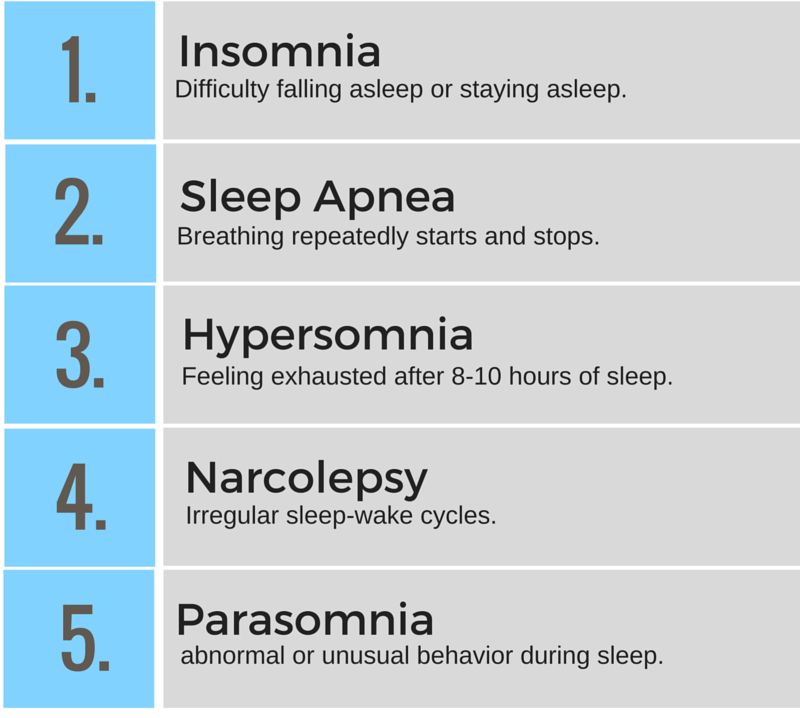 1.
Insomnia
Difficulty falling asleep or staying asleep.
2.
Sleep Apnea
Breathing repeatedly starts and stops.
3.
Hypersomnia
Feeling exhausted after 8-10 hours of sleep.
4.
Narcolepsy
Irregular sleep-wake cycles.
5.
Parasomnia
abnormal or unusual behavior during sleep.